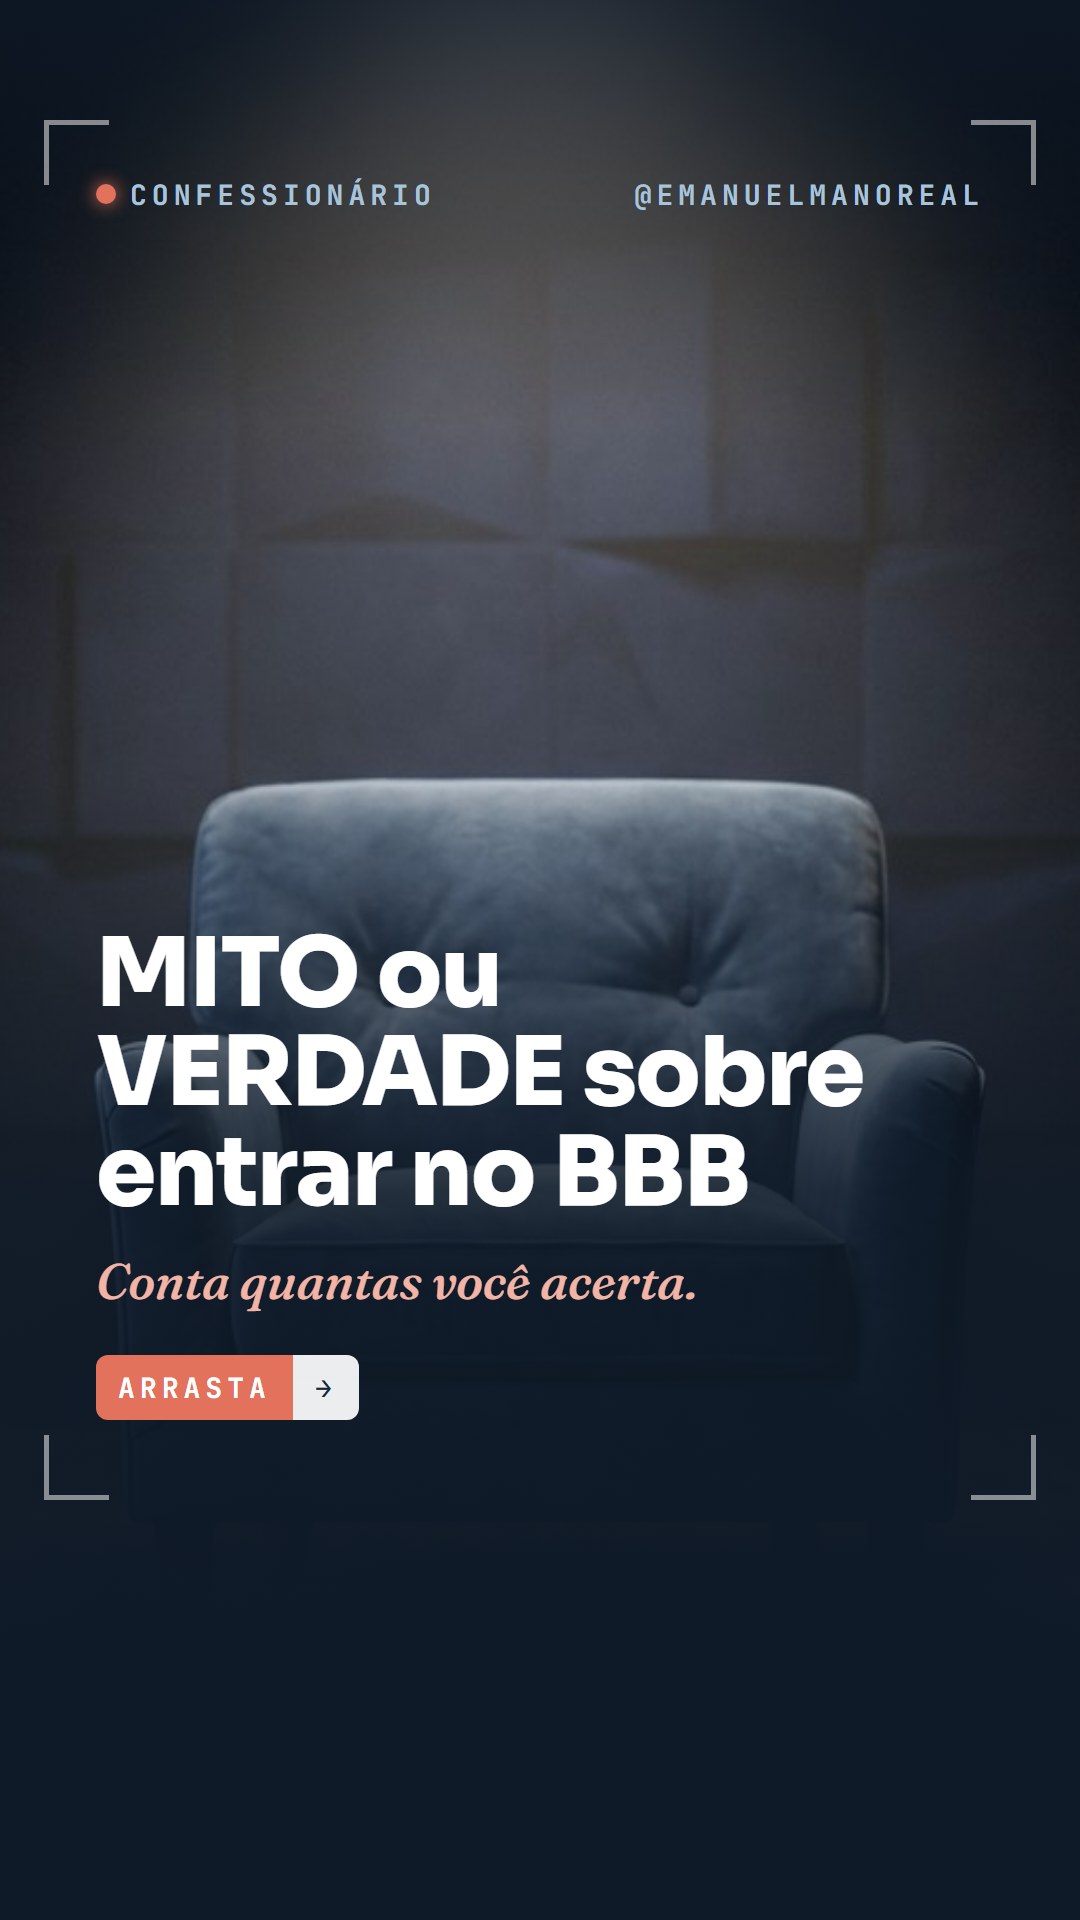 CONFESSIONÁRIO
@EMANUELMANOREAL
MITO ou
VERDADE sobre
entrar no BBB
Conta quantas você acerta.
ARRASTA →